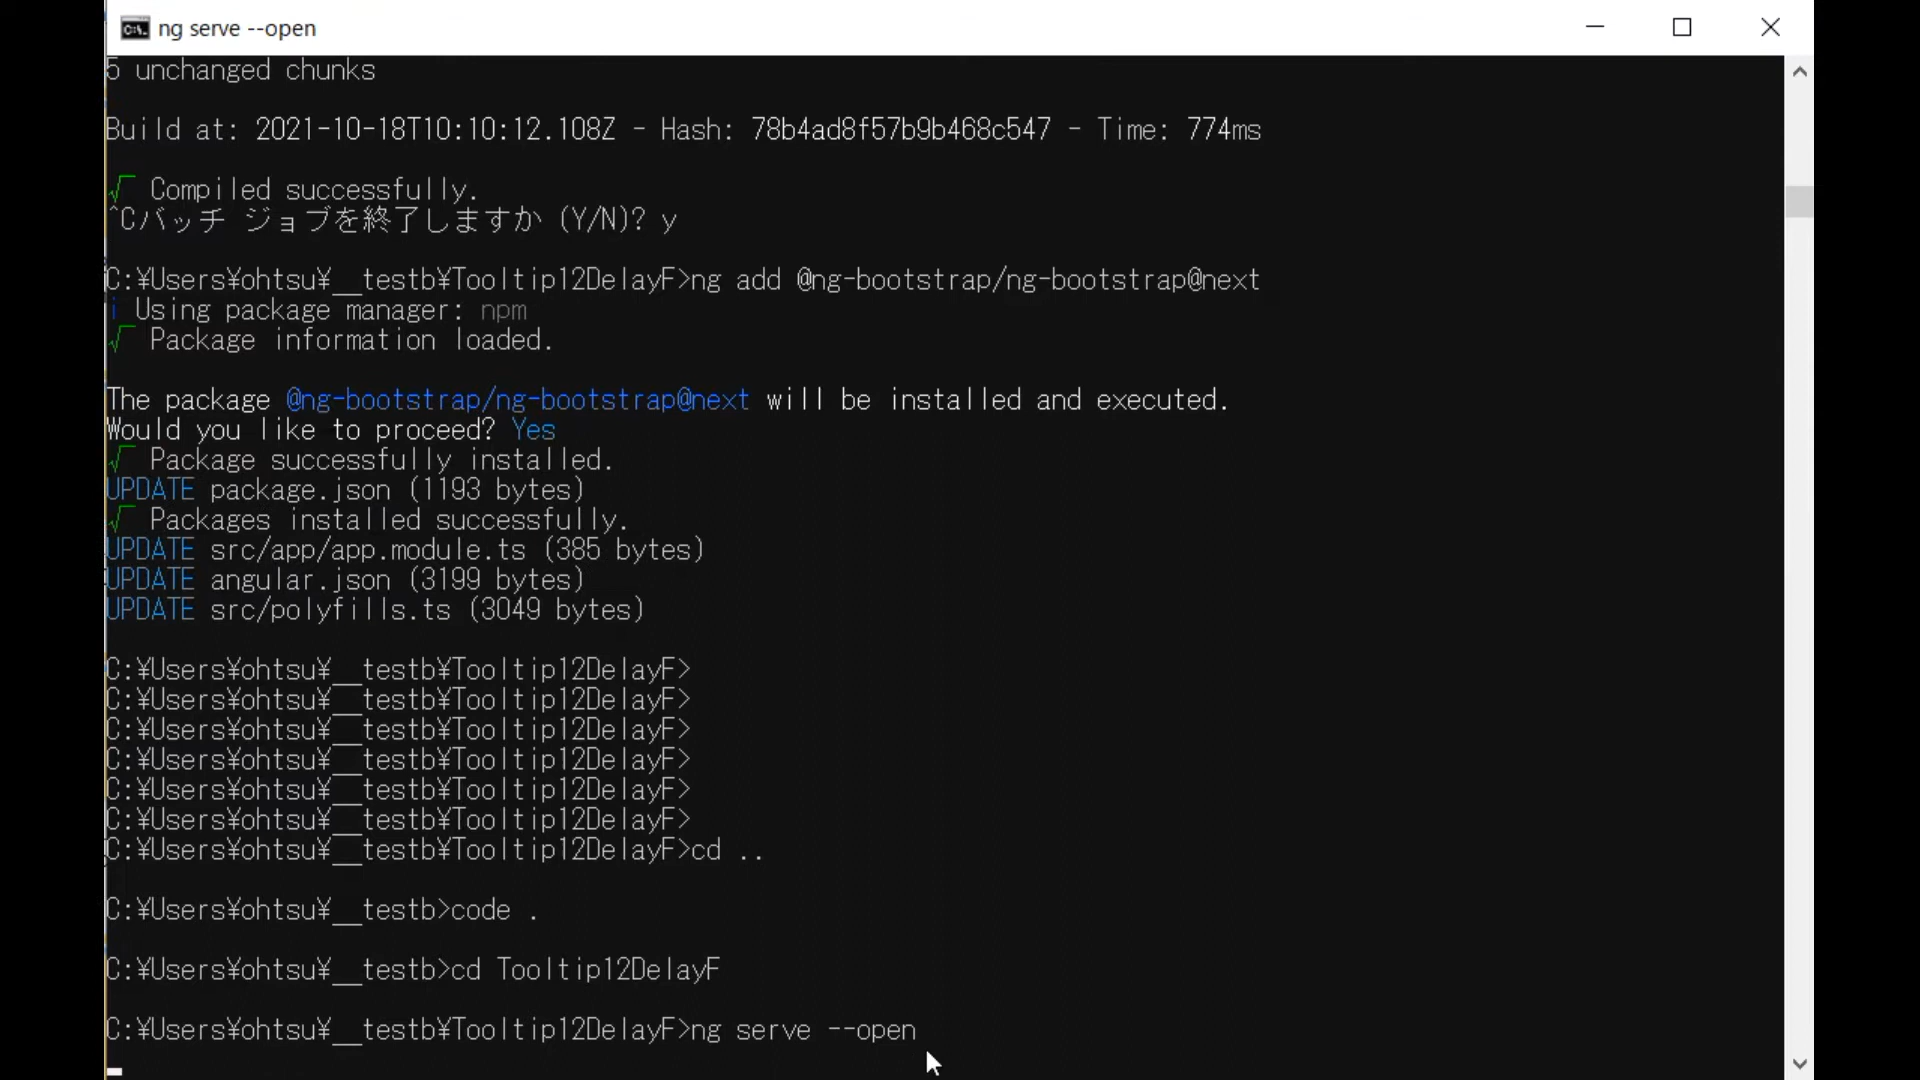 ng serve --open
5 unchanged chunks
Build at: 2021-10-18T10:10:12.108Z - Hash: 78b4ad8f57b9b468c547 - Time: 774ms
√ Compiled successfully.
^Cバッチ ジョブを終了しますか (Y/N)? y
C:¥Users¥ohtsu¥__testb¥Tooltip12DelayF>ng add @ng-bootstrap/ng-bootstrap@next
i Using package manager: npm
√ Package information loaded.
The package @ng-bootstrap/ng-bootstrap@next will be installed and executed.
Would you like to proceed? Yes
√ Package successfully installed.
UPDATE package.json (1193 bytes)
√ Packages installed successfully.
UPDATE src/app/app.module.ts (385 bytes)
UPDATE angular.json (3199 bytes)
UPDATE src/polyfills.ts (3049 bytes)
C:¥Users¥ohtsu¥__testb¥Tooltip12DelayF>
C:¥Users¥ohtsu¥__testb¥Tooltip12DelayF>
C:¥Users¥ohtsu¥__testb¥Tooltip12DelayF>
C:¥Users¥ohtsu¥__testb¥Tooltip12DelayF>
C:¥Users¥ohtsu¥__testb¥Tooltip12DelayF>
C:¥Users¥ohtsu¥__testb¥Tooltip12DelayF>
C:¥Users¥ohtsu¥__testb¥Tooltip12DelayF>cd ..
C:¥Users¥ohtsu¥__testb>code .
C:¥Users¥ohtsu¥__testb>cd Tooltip12DelayF
C:¥Users¥ohtsu¥__testb¥Tooltip12DelayF>ng serve --open